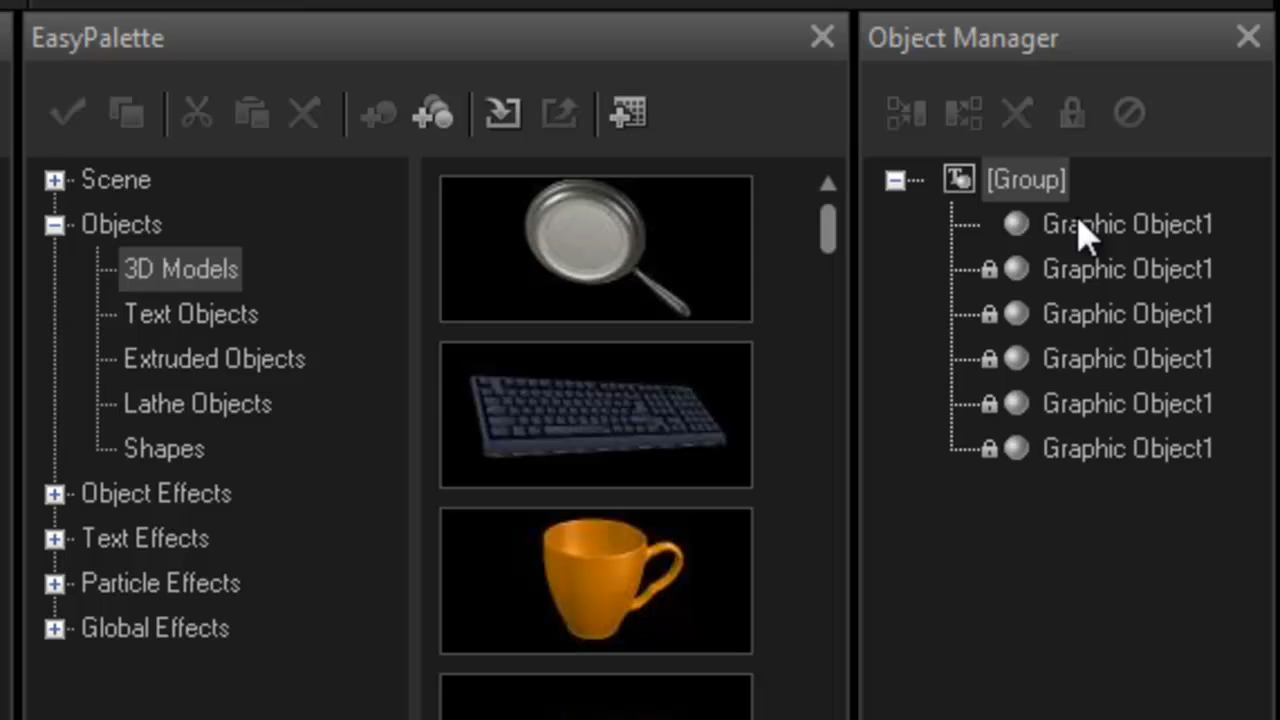 EasyPalette
Scene
Objects
3D Models
Text Objects
Extruded Objects
Lathe Objects
Shapes
Object Effects
Text Effects
Particle Effects
Global Effects
Object Manager
[Group]
Graphic Object1
Graphic Object1
Graphic Object1
Graphic Object1
Graphic Object1
Graphic Object1